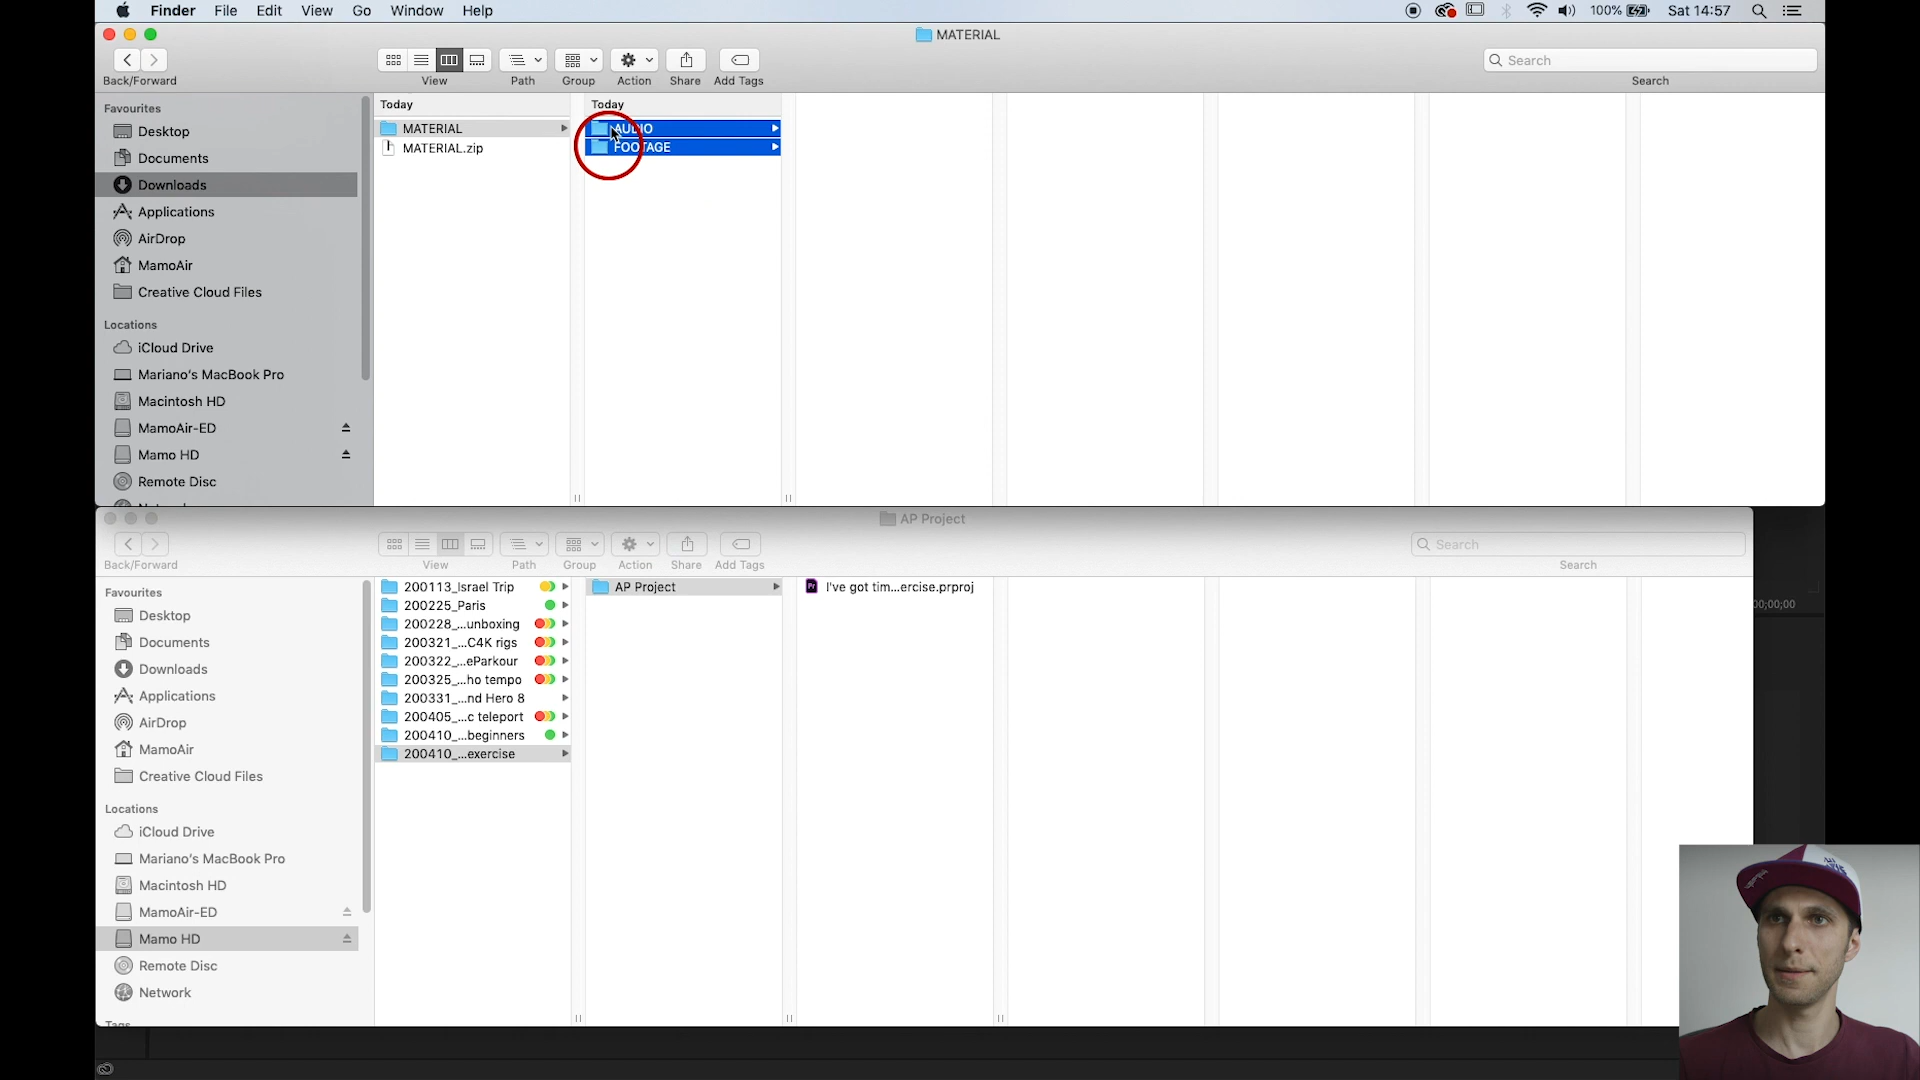 Finder File Edit View Go Window Help
100% Sat 14:57
MATERIAL
Back/Forward View Path Group Action Share Add Tags
Search
Search
Favourites
Desktop
Documents
Downloads
Applications
AirDrop
MamoAir
Creative Cloud Files
Locations
iCloud Drive
Mariano's MacBook Pro
Macintosh HD
MamoAir-ED
Mamo HD
Remote Disc
Today
MATERIAL
MATERIAL.zip
Today
AUDIO
FOOTAGE
AP Project
Back/Forward View Path Group Action Share Add Tags
Search
Search
Favourites
Desktop
Documents
Downloads
Applications
AirDrop
MamoAir
Creative Cloud Files
Locations
iCloud Drive
Mariano's MacBook Pro
Macintosh HD
MamoAir-ED
Mamo HD
Remote Disc
Network
Tags
200113_Israel Trip
200225_Paris
200228_...unboxing
200321_...C4K rigs
200322_...eParkour
200325_...ho tempo
200331_...nd Hero 8
200405_...c teleport
200410_...beginners
200410_...exercise
AP Project
Pr I've got tim...ercise.prproj
00;00;00